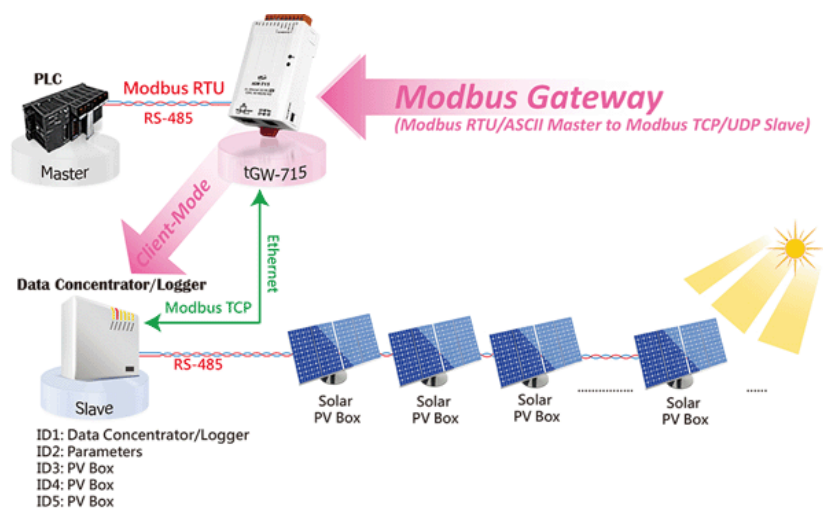 PLC
Modbus RTU
RS-485
Master
tGW-715
Modbus Gateway
(Modbus RTU/ASCII Master to Modbus TCP/UDP Slave)
Client-Mode
Ethernet
Data Concentrator/Logger
Modbus TCP
RS-485
Slave
Solar
PV Box
Solar
PV Box
Solar
PV Box
Solar
PV Box
ID1: Data Concentrator/Logger
ID2: Parameters
ID3: PV Box
ID4: PV Box
ID5: PV Box